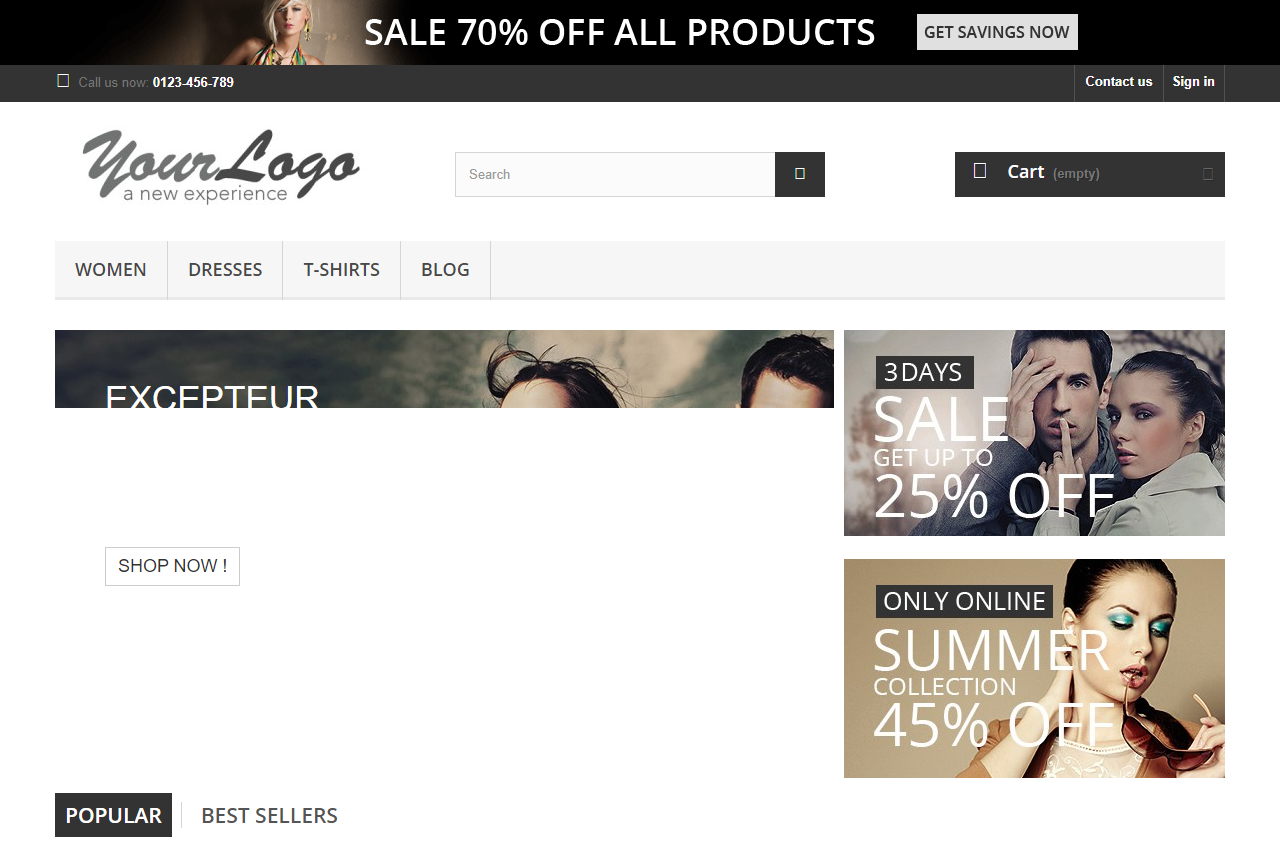 SALE 70% OFF ALL PRODUCTS
GET SAVINGS NOW
Call us now: 0123-456-789
Contact us
Sign in
YourLogo
a new experience
Search
Cart (empty)
WOMEN
DRESSES
T-SHIRTS
BLOG
EXCEPTEUR
SHOP NOW !
3 DAYS
SALE
GET UP TO
25% OFF
ONLY ONLINE
SUMMER
COLLECTION
45% OFF
POPULAR
BEST SELLERS